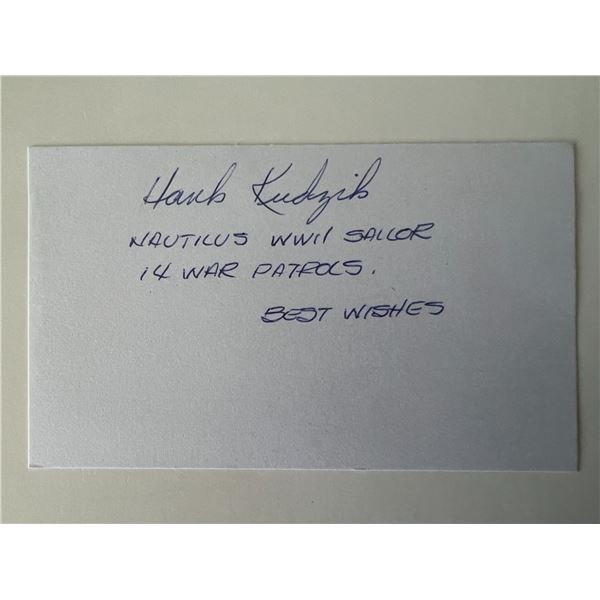 Hank Kudzik
NAUTILUS WWII SAILOR
14 WAR PATROLS.
BEST WISHES